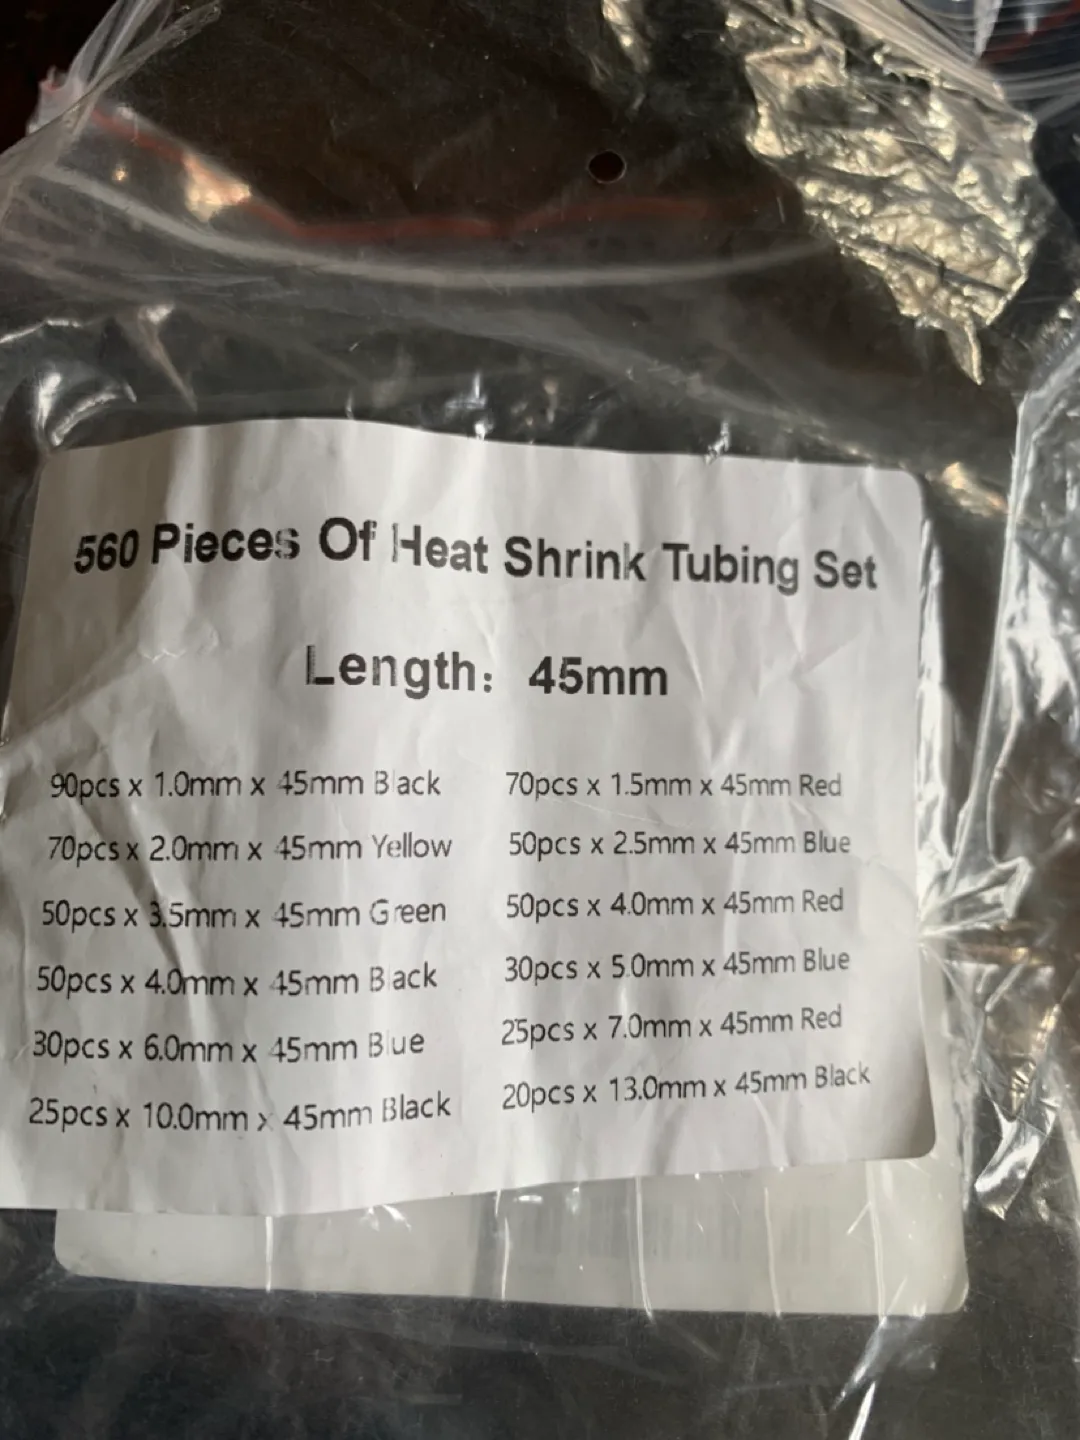 560 Pieces Of Heat Shrink Tubing Set
Length: 45mm
90pcs x 1.0mm x 45mm Black 70pcs x 1.5mm x 45mm Red
70pcs x 2.0mm x 45mm Yellow 50pcs x 2.5mm x 45mm Blue
50pcs x 3.5mm x 45mm Green 50pcs x 4.0mm x 45mm Red
50pcs x 4.0mm x 45mm Black 30pcs x 5.0mm x 45mm Blue
30pcs x 6.0mm x 45mm Blue 25pcs x 7.0mm x 45mm Red
25pcs x 10.0mm x 45mm Black 20pcs x 13.0mm x 45mm Black